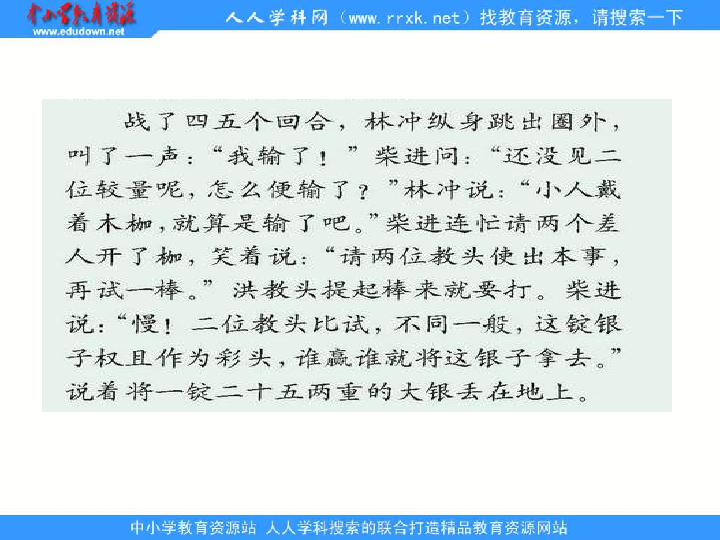 中小学教育资源
www.edudown.net
人人学科网（www.rrxk.net）找教育资源，请搜索一下
战了四五个回合，林冲纵身跳出圈外，
叫了一声：“我输了！”柴进问：“还没见二
位较量呢，怎么便输了？”林冲说：“小人戴
着木枷，就算是输了吧。”柴进连忙请两个差
人开了枷，笑着说：“请两位教头使出本事，
再试一棒。”洪教头提起棒来就要打。柴进
说：“慢！二位教头比试，不同一般，这锭银
子权且作为彩头，谁赢谁就将这银子拿去。”
说着将一锭二十五两重的大银丢在地上。
中小学教育资源站 人人学科搜索的联合打造精品教育资源网站